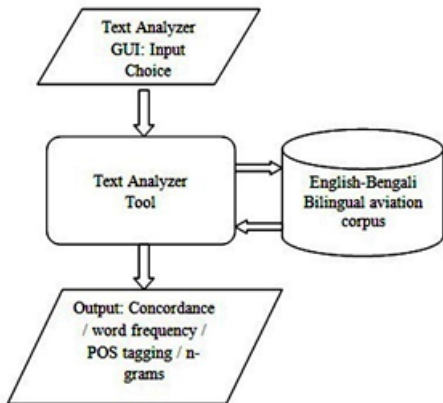 Text Analyzer
GUI: Input
Choice
Text Analyzer
Tool
English-Bengali
Bilingual aviation
corpus
Output: Concordance
/ word frequency /
POS tagging / n-
grams